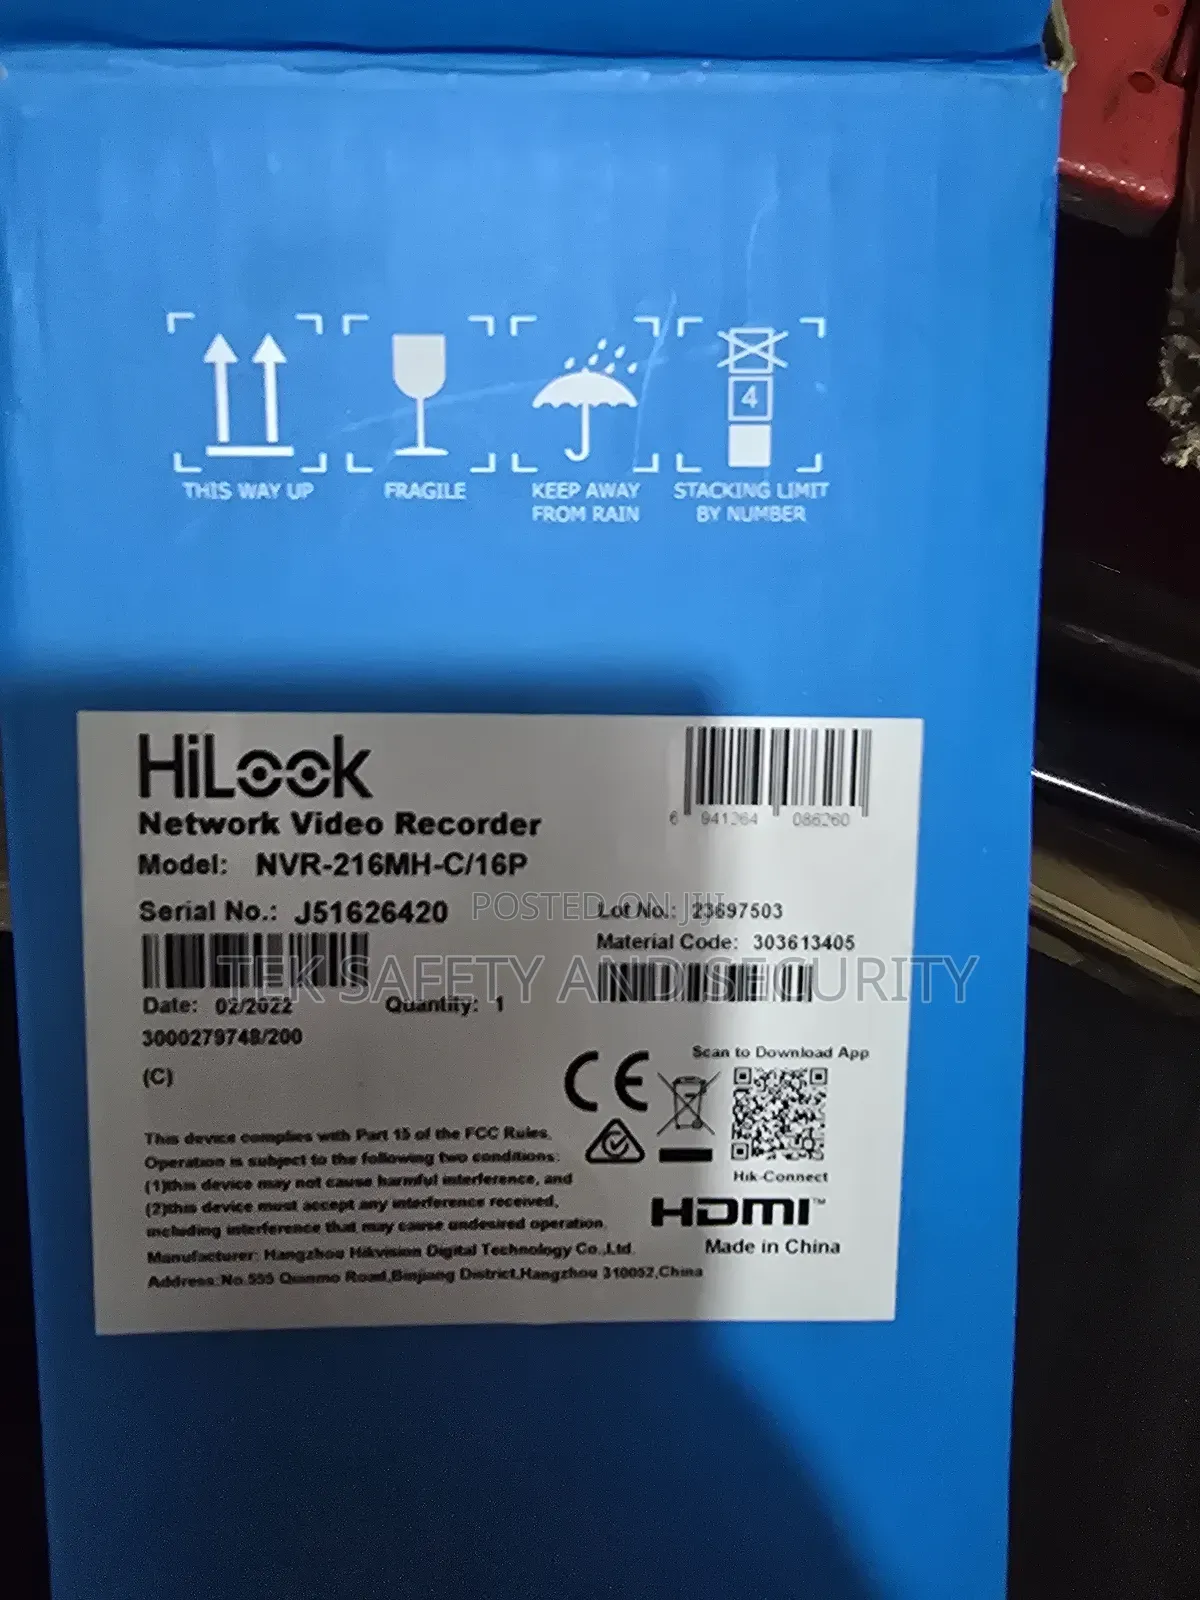 THIS WAY UP
FRAGILE
KEEP AWAY
FROM RAIN
4
STACKING LIMIT
BY NUMBER
HiLook
6 941264 086260
Network Video Recorder
Model: NVR-216MH-C/16P
Serial No.: J51626420
POSTED ON JIJI
Lot No.: 23697503
Material Code: 303613405
TEK SAFETY AND SECURITY
Date: 02/2022 Quantity: 1
3000279748/200
(C)
Scan to Download App
CE
Hik-Connect
This device complies with Part 15 of the FCC Rules.
Operation is subject to the following two conditions:
(1)this device may not cause harmful interference, and
(2)this device must accept any interference received,
including interference that may cause undesired operation.
HDMI™
Manufacturer: Hangzhou Hikvision Digital Technology Co.,Ltd.
Made in China
Address:No.555 Qianmo Road,Binjiang District,Hangzhou 310052,China